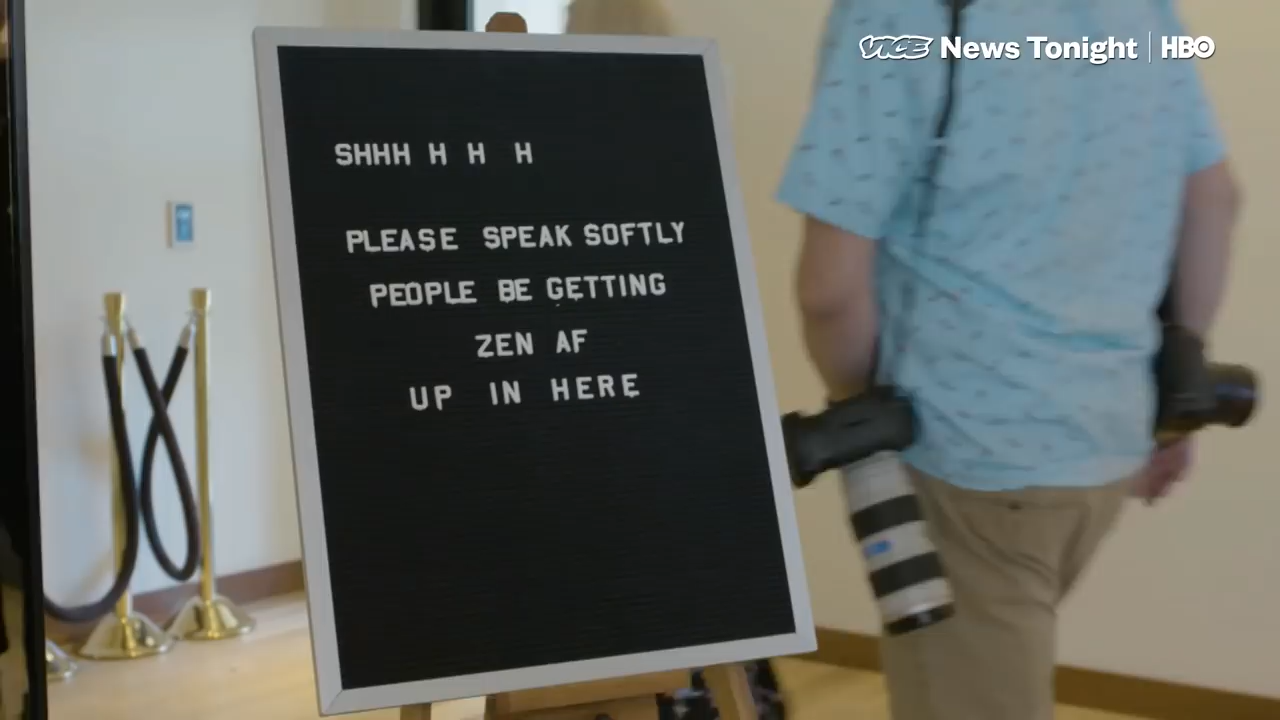 VICE News Tonight | HBO
SHHH H H H
PLEASE SPEAK SOFTLY
PEOPLE BE GETTING
ZEN AF
UP IN HERE